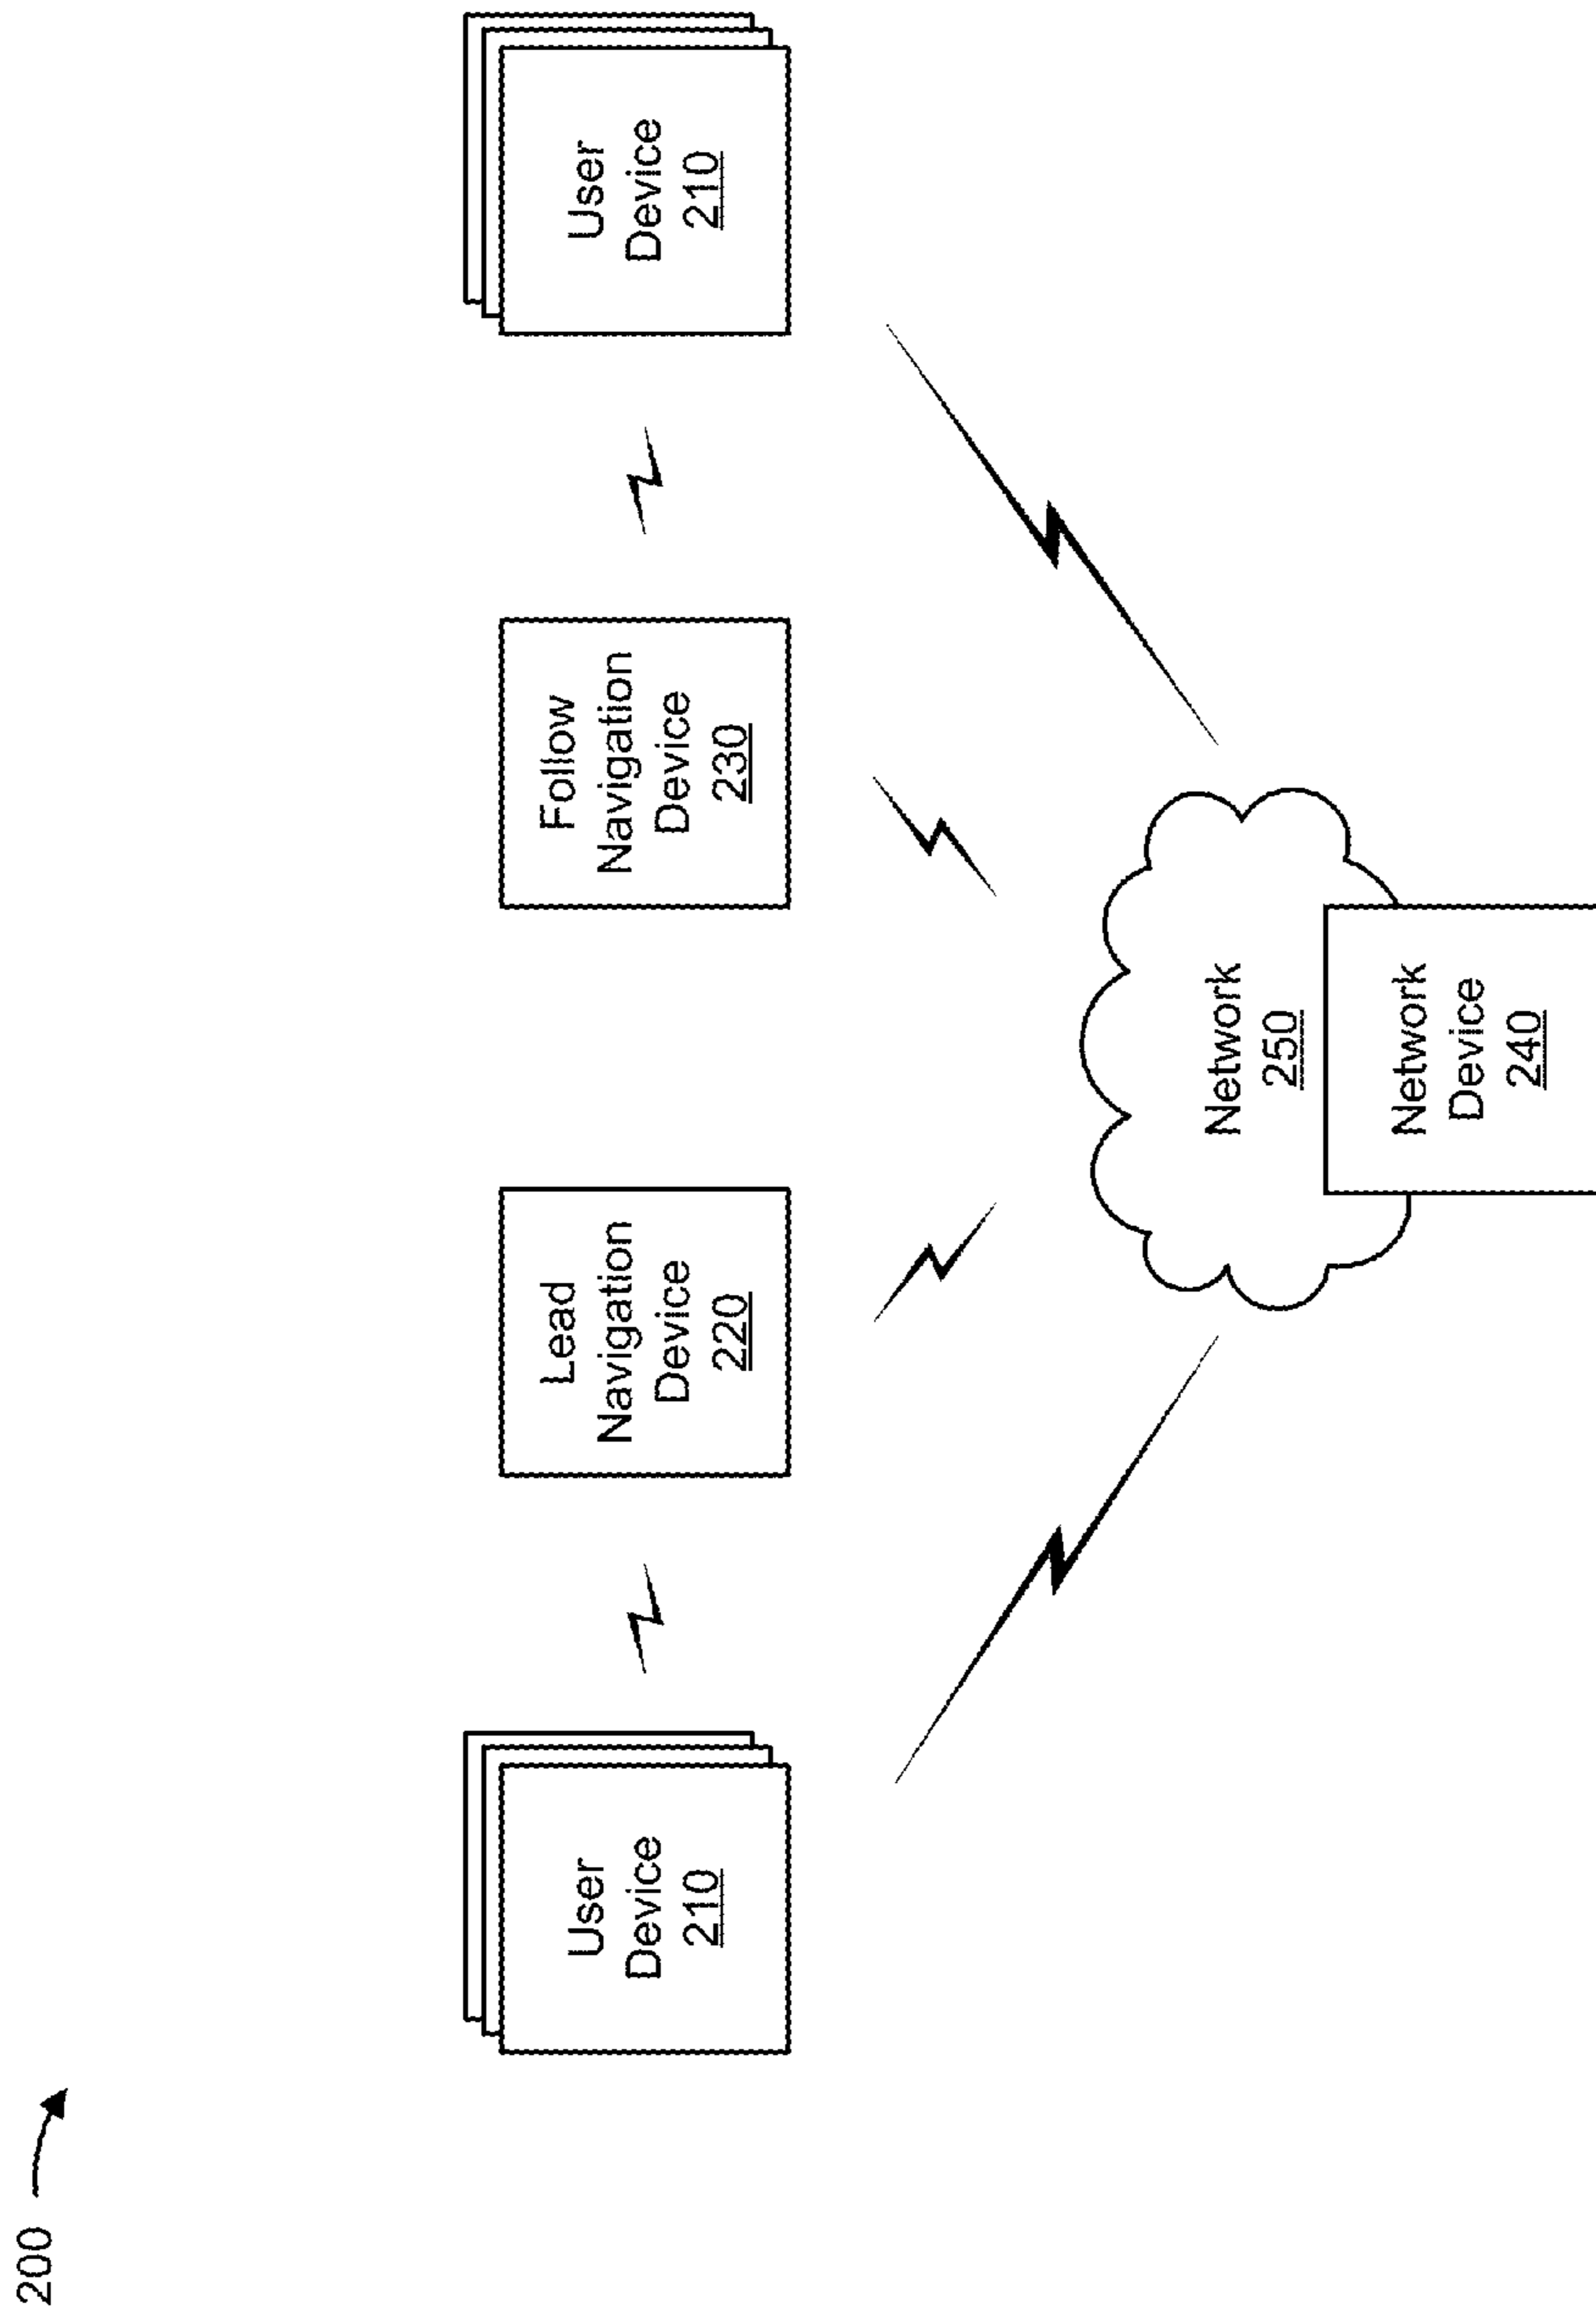 200
User
Device
210
Lead
Navigation
Device
220
Follow
Navigation
Device
230
User
Device
210
Network
250
Network
Device
240